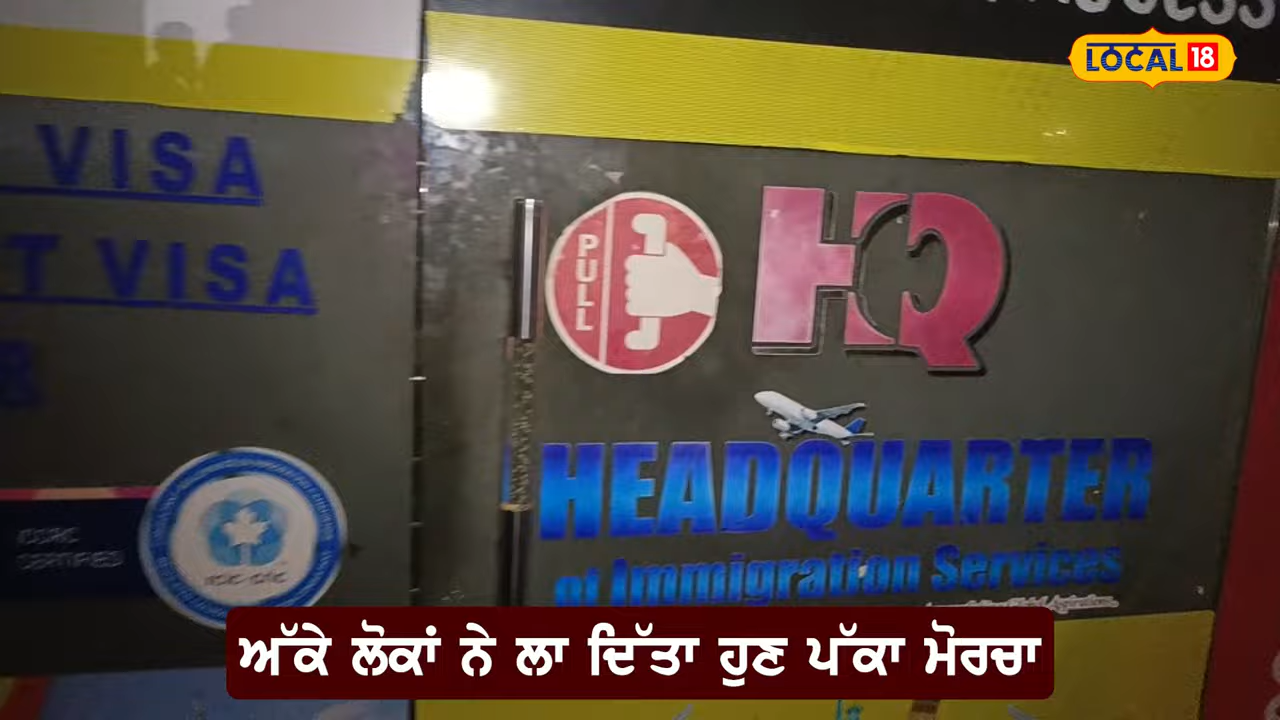 LOCAL 18
VISA
T VISA
PULL
HQ
HEADQUARTER
of Immigration Services
ICCRC
CERTIFIED
ਅੱਕੇ ਲੋਕਾਂ ਨੇ ਲਾ ਦਿੱਤਾ ਹੁਣ ਪੱਕਾ ਮੋਰਚਾ